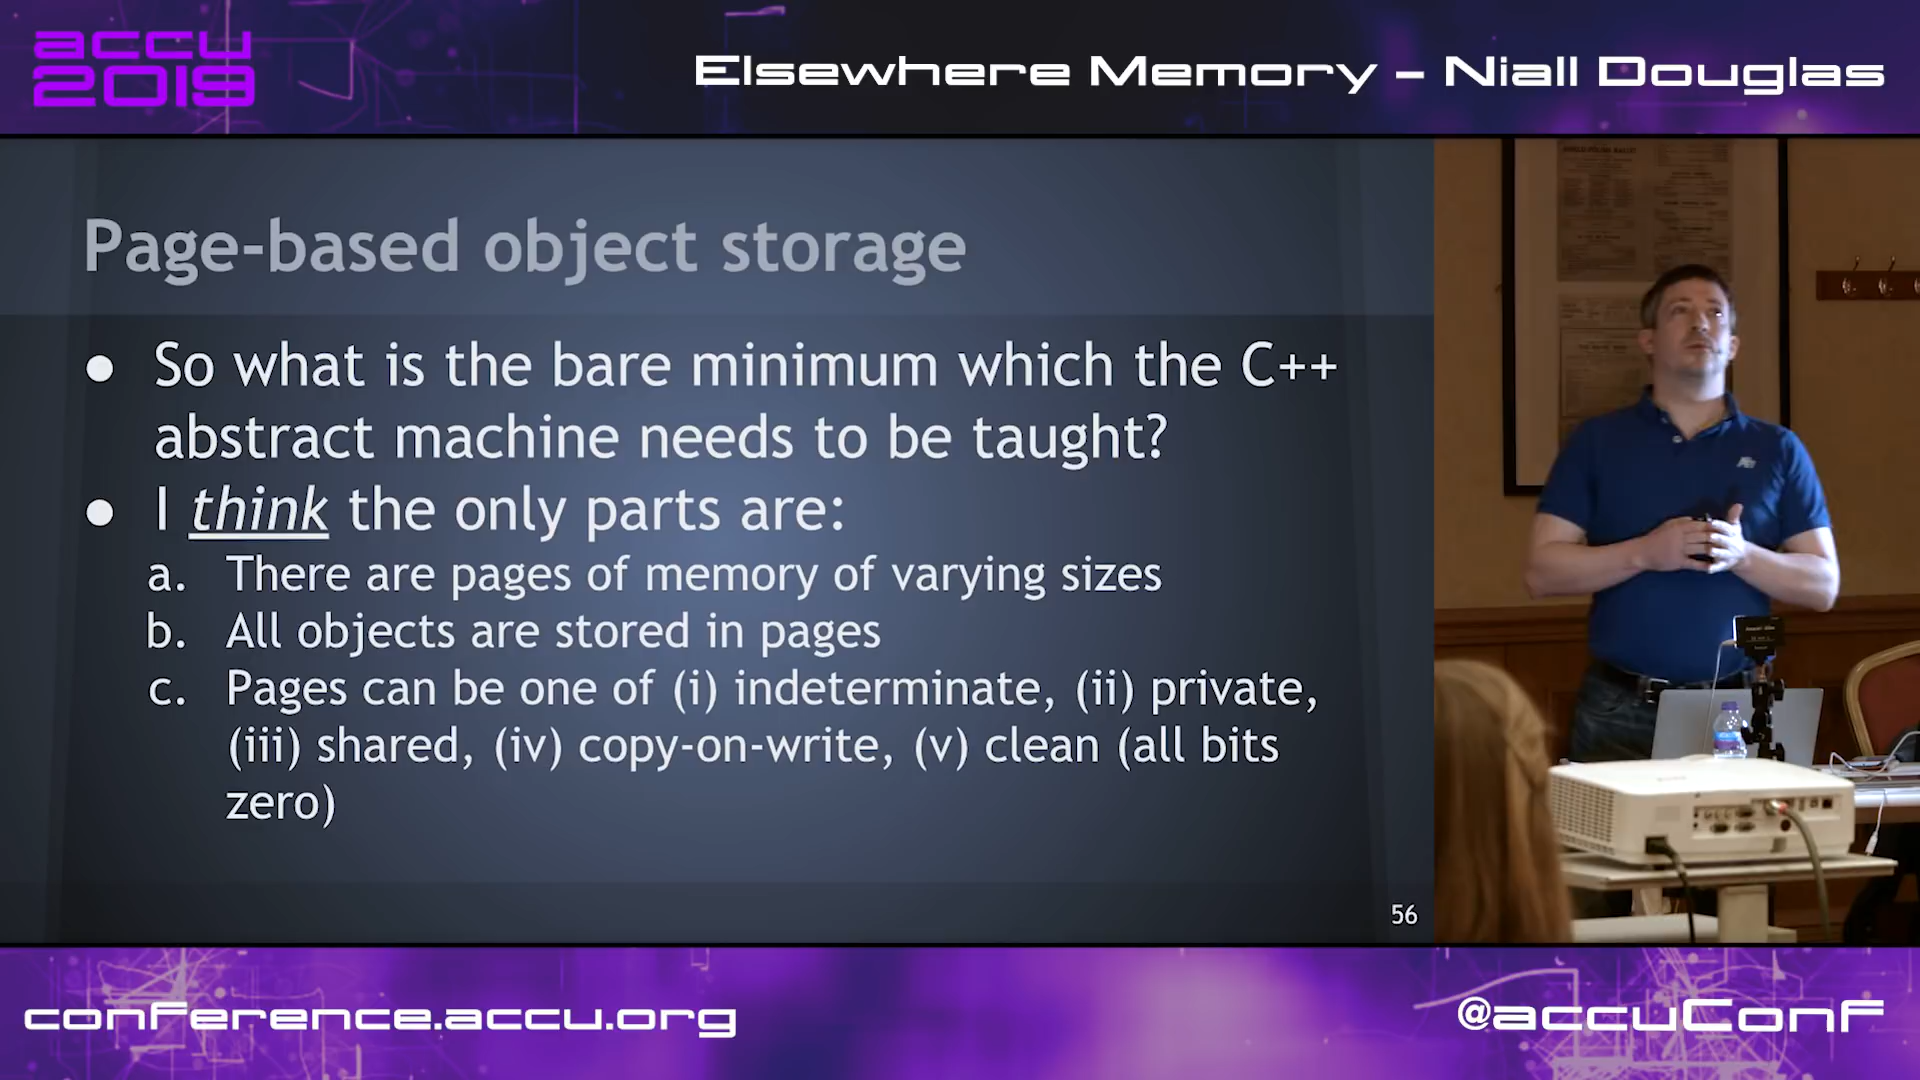 accu
2019
Elsewhere Memory – Niall Douglas
Page-based object storage
● So what is the bare minimum which the C++
abstract machine needs to be taught?
● I think the only parts are:
a. There are pages of memory of varying sizes
b. All objects are stored in pages
c. Pages can be one of (i) indeterminate, (ii) private,
(iii) shared, (iv) copy-on-write, (v) clean (all bits
zero)
56
conference.accu.org
@accuConf